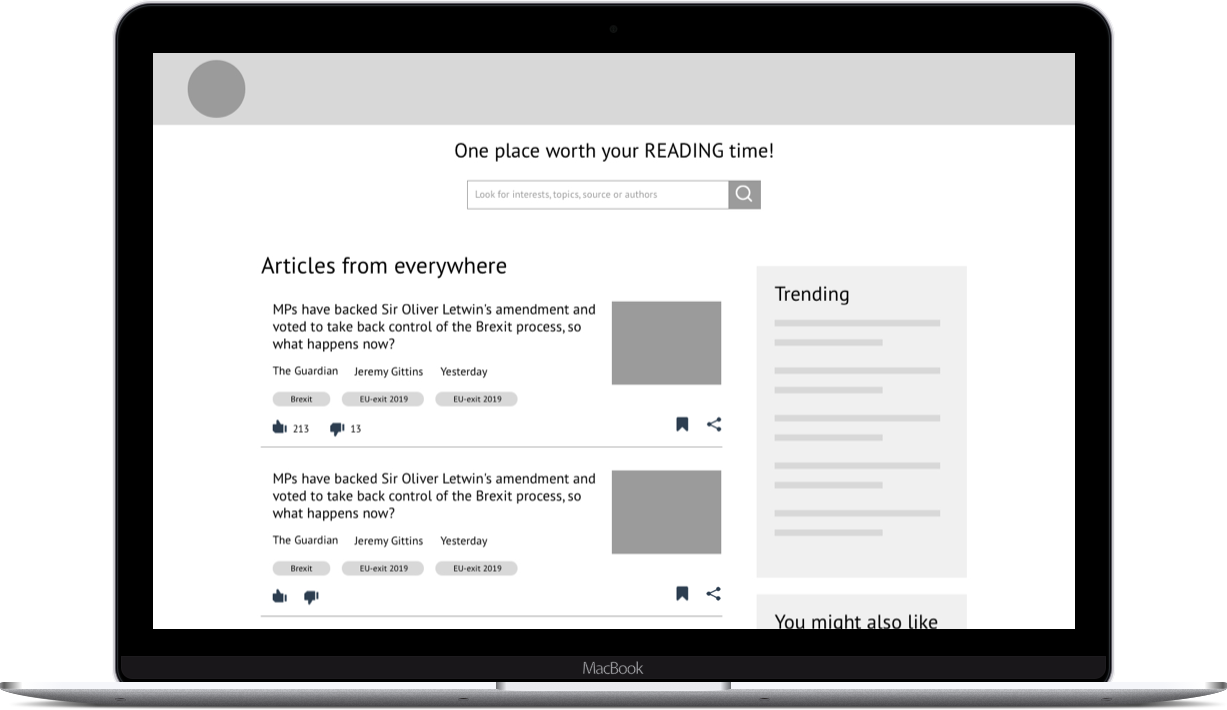 One place worth your READING time!
Look for interests, topics, source or authors
Articles from everywhere
MPs have backed Sir Oliver Letwin's amendment and
voted to take back control of the Brexit process, so
what happens now?
The Guardian Jeremy Gittins Yesterday
Brexit EU-exit 2019 EU-exit 2019
213 13
MPs have backed Sir Oliver Letwin's amendment and
voted to take back control of the Brexit process, so
what happens now?
The Guardian Jeremy Gittins Yesterday
Brexit EU-exit 2019 EU-exit 2019
Trending
You might also like
MacBook